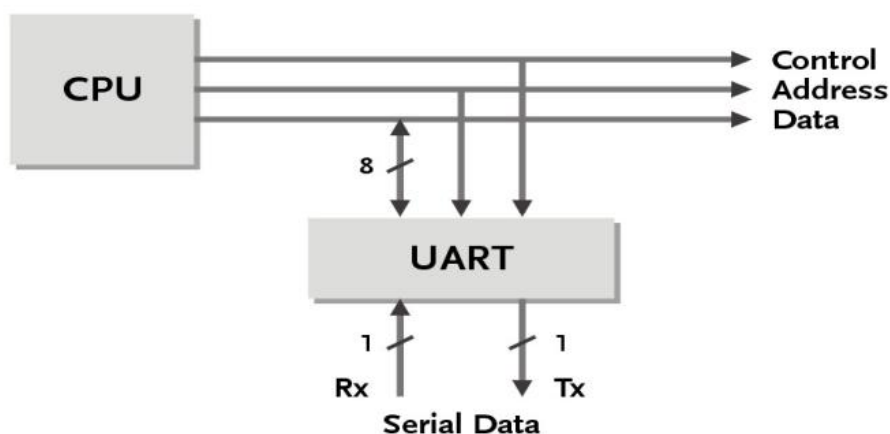 CPU
Control
Address
Data
8
UART
1
1
Rx
Tx
Serial Data